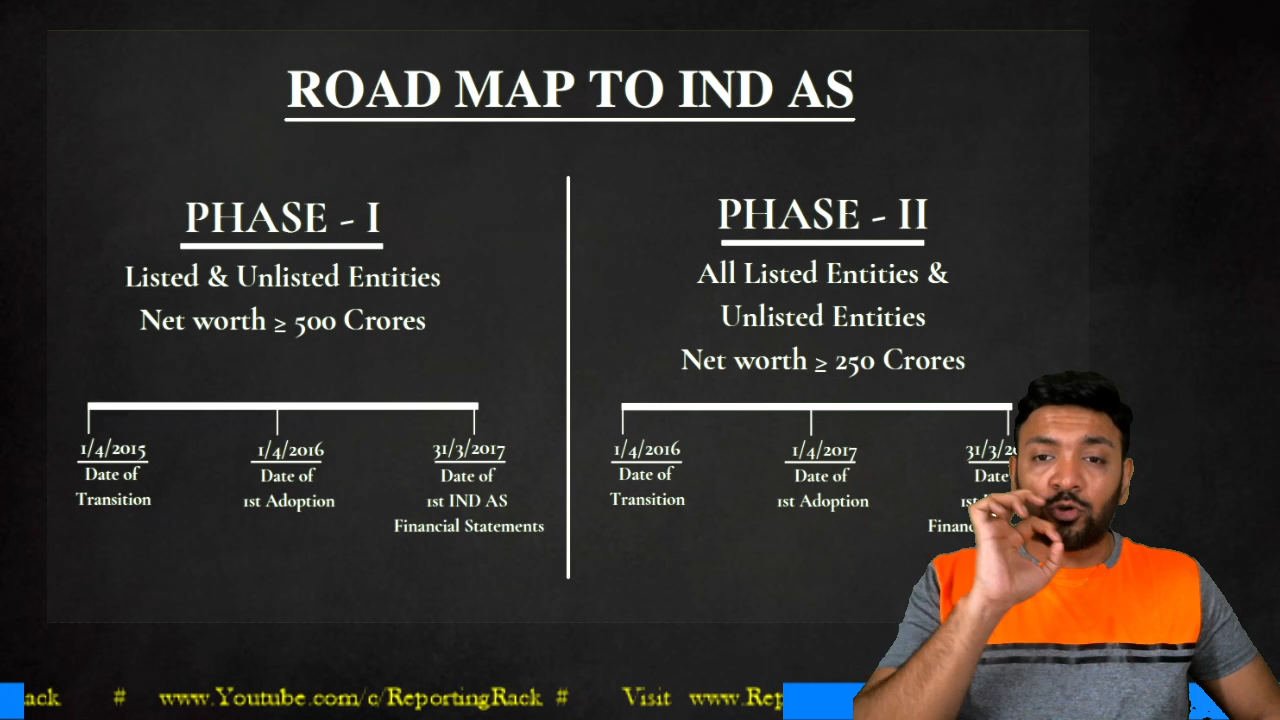 ROAD MAP TO IND AS
PHASE - I
Listed & Unlisted Entities
Net worth ≥ 500 Crores
1/4/2015
Date of
Transition
1/4/2016
Date of
1st Adoption
31/3/2017
Date of
1st IND AS
Financial Statements
PHASE - II
All Listed Entities &
Unlisted Entities
Net worth ≥ 250 Crores
1/4/2016
Date of
Transition
1/4/2017
Date of
1st Adoption
Date
# www.Youtube.com/c/ReportingRack # Visit